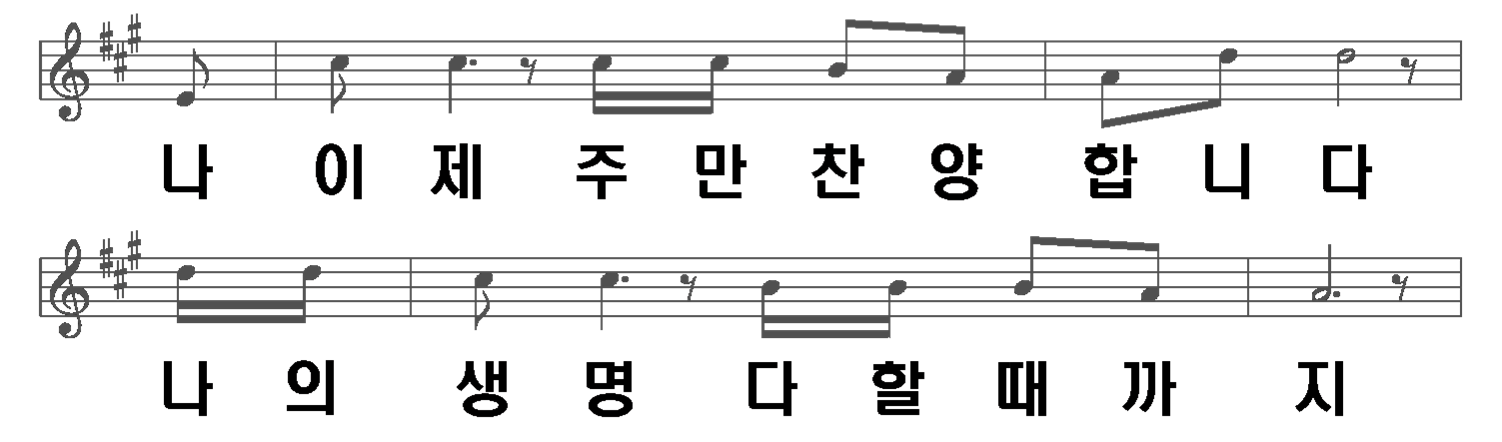 나 이 제 주 만 찬 양 합 니 다
나 의 생 명 다 할 때 까 지